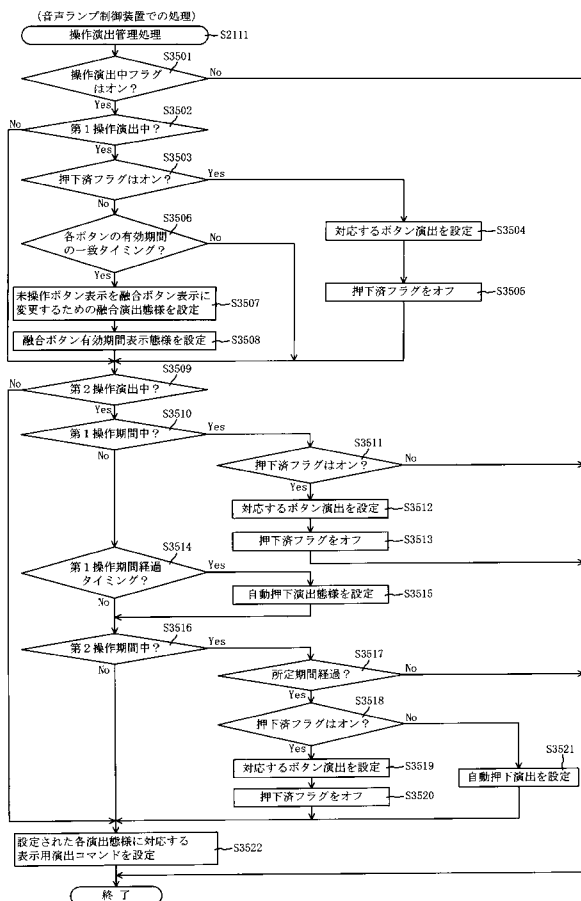 (音声ランプ制御装置での処理)
操作演出管理処理
S2111
S3501
操作演出中フラグ
はオン?
No
Yes
S3502
No
第1操作演出中?
Yes
S3503
押下済フラグはオン?
Yes
No
S3506
各ボタンの有効期間
の一致タイミング?
No
Yes
対応するボタン演出を設定
S3504
押下済フラグをオフ
S3505
未操作ボタン表示を融合ボタン表示に
変更するための融合演出態様を設定
S3507
融合ボタン有効期間表示態様を設定
S3508
S3509
No
第2操作演出中?
Yes
S3510
第1操作期間中?
Yes
No
S3511
押下済フラグはオン?
No
Yes
対応するボタン演出を設定
S3512
押下済フラグをオフ
S3513
S3514
第1操作期間経過
タイミング?
Yes
No
自動押下演出態様を設定
S3515
S3516
第2操作期間中?
Yes
No
S3517
所定期間経過?
No
Yes
S3518
押下済フラグはオン?
No
Yes
対応するボタン演出を設定
S3519
押下済フラグをオフ
S3520
S3521
自動押下演出を設定
設定された各演出態様に対応する
表示用演出コマンドを設定
S3522
終了